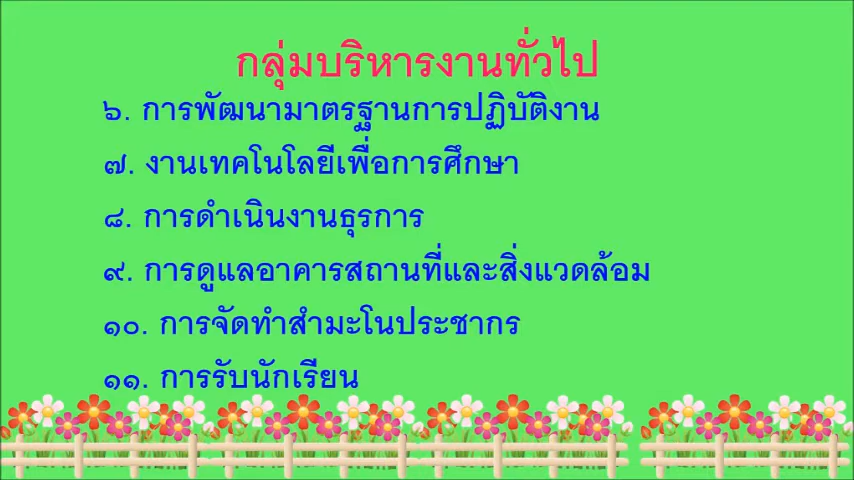 กลุ่มบริหารงานทั่วไป
๖. การพัฒนามาตรฐานการปฏิบัติงาน
๗. งานเทคโนโลยีเพื่อการศึกษา
๘. การดำเนินงานธุรการ
๙. การดูแลอาคารสถานที่และสิ่งแวดล้อม
๑๐. การจัดทำสำมะโนประชากร
๑๑. การรับนักเรียน